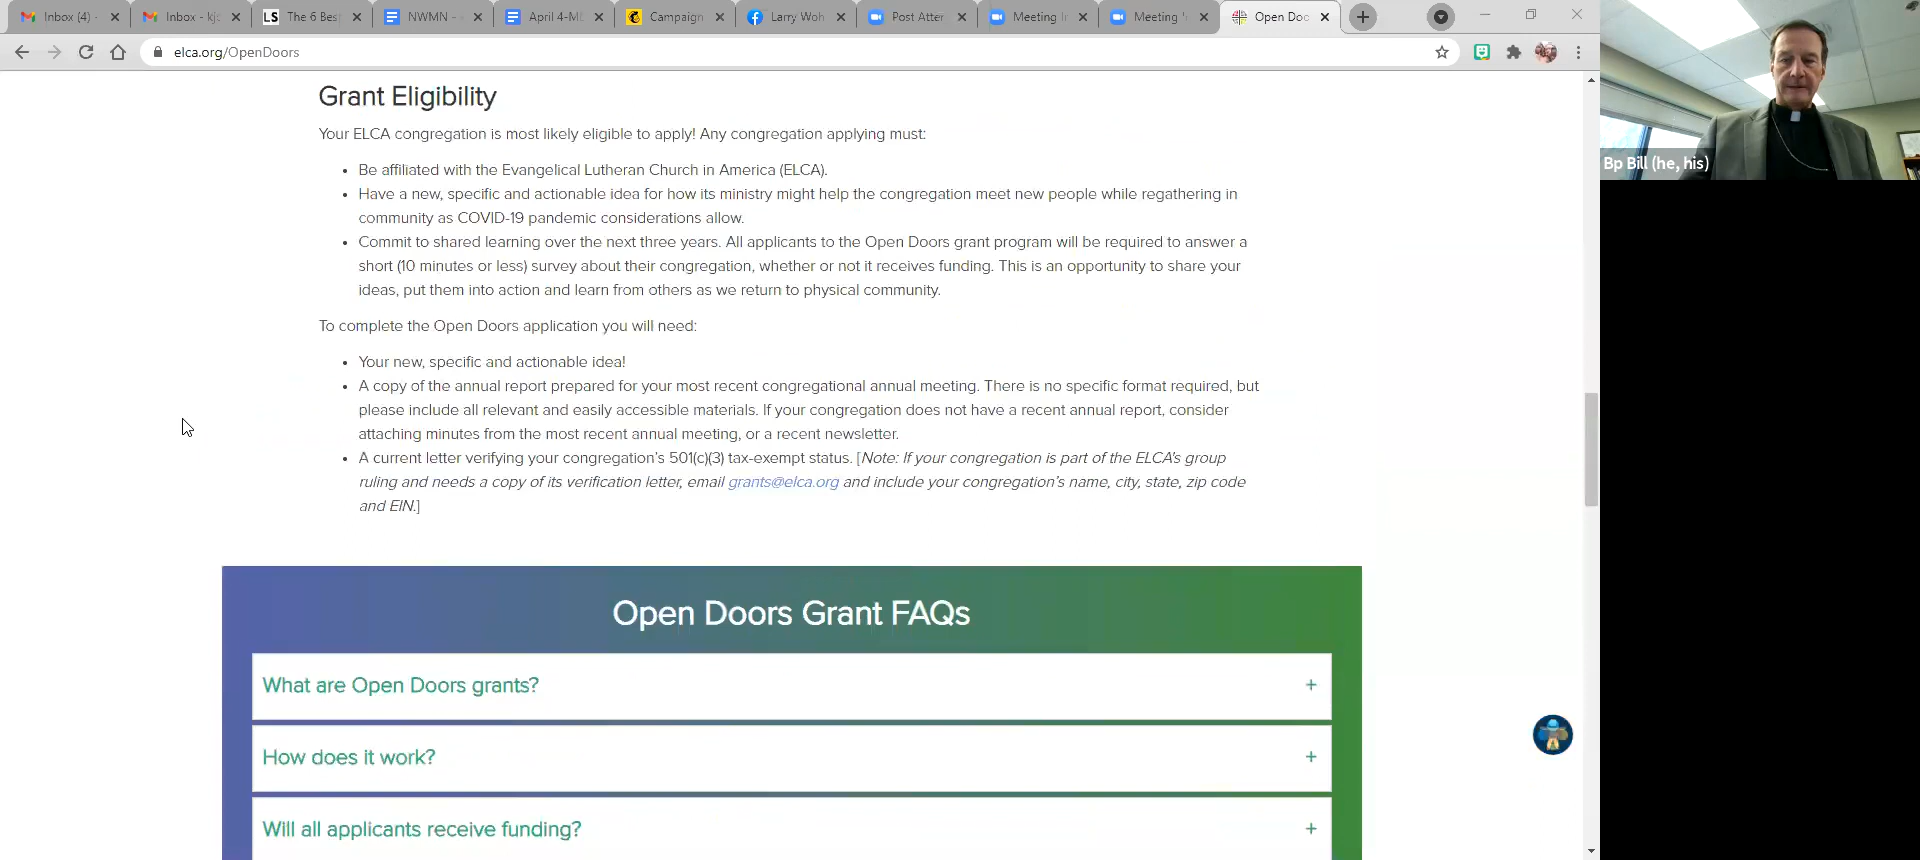 Inbox (4) -
Inbox - kjc
The 6 Bes
NWMN -
April 4-ME
Campaign
Larry Woh
Post Atter
Meeting I
Meeting '
Open Doo
elca.org/OpenDoors
Grant Eligibility
Your ELCA congregation is most likely eligible to apply! Any congregation applying must:
• Be affiliated with the Evangelical Lutheran Church in America (ELCA).
• Have a new, specific and actionable idea for how its ministry might help the congregation meet new people while regathering in
community as COVID-19 pandemic considerations allow.
• Commit to shared learning over the next three years. All applicants to the Open Doors grant program will be required to answer a
short (10 minutes or less) survey about their congregation, whether or not it receives funding. This is an opportunity to share your
ideas, put them into action and learn from others as we return to physical community.
To complete the Open Doors application you will need:
• Your new, specific and actionable idea!
• A copy of the annual report prepared for your most recent congregational annual meeting. There is no specific format required, but
please include all relevant and easily accessible materials. If your congregation does not have a recent annual report, consider
attaching minutes from the most recent annual meeting, or a recent newsletter.
• A current letter verifying your congregation's 501(c)(3) tax-exempt status. [Note: If your congregation is part of the ELCA's group
ruling and needs a copy of its verification letter, email grants@elca.org and include your congregation's name, city, state, zip code
and EIN.]
Open Doors Grant FAQs
What are Open Doors grants? +
How does it work? +
Will all applicants receive funding? +
Bp Bill (he, his)